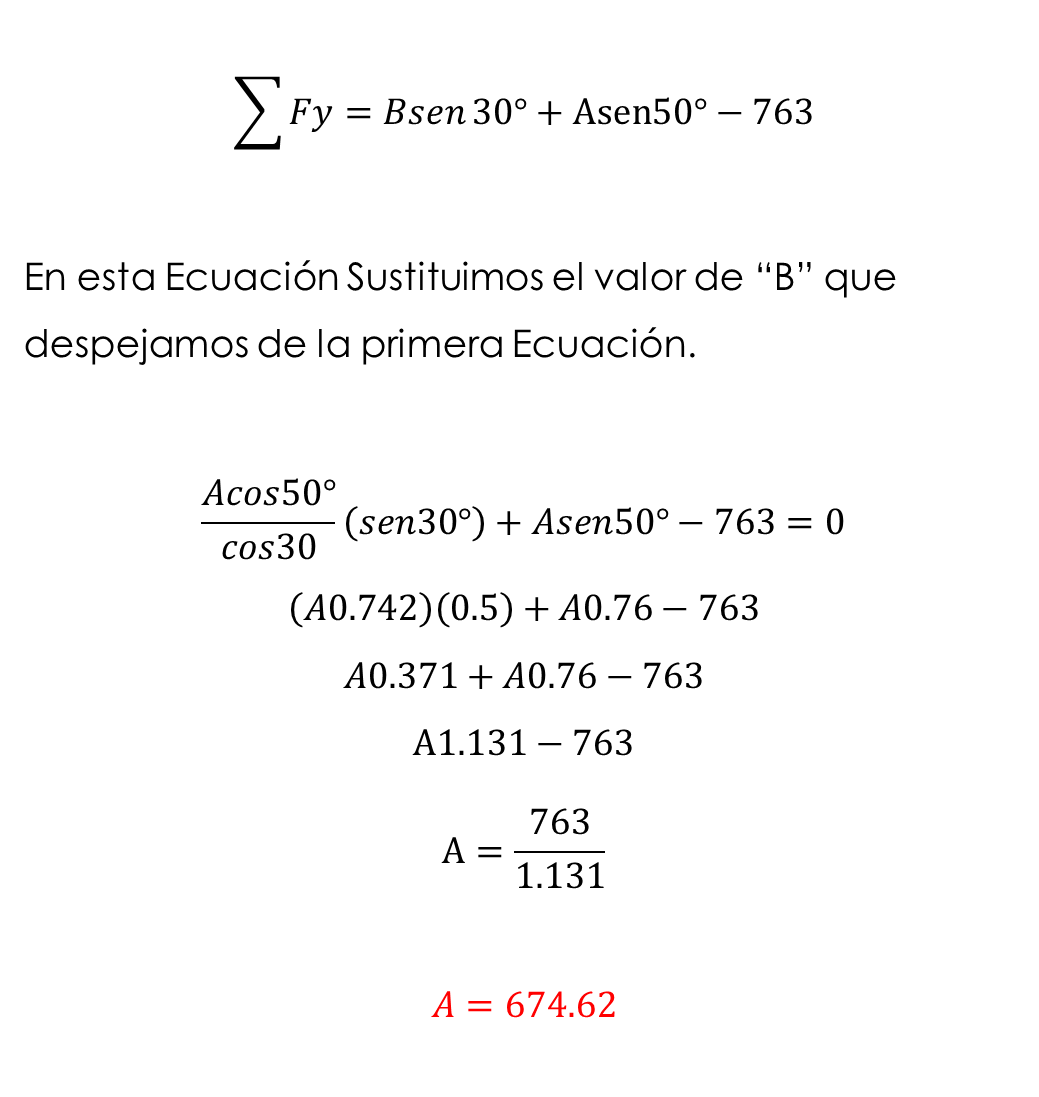 ∑Fy = Bsen 30° + Asen50° − 763
En esta Ecuación Sustituimos el valor de “B” que
despejamos de la primera Ecuación.
Acos50°/cos30 (sen30°) + Asen50° − 763 = 0
(A0.742)(0.5) + A0.76 − 763
A0.371 + A0.76 − 763
A1.131 − 763
A = 763/1.131
A = 674.62